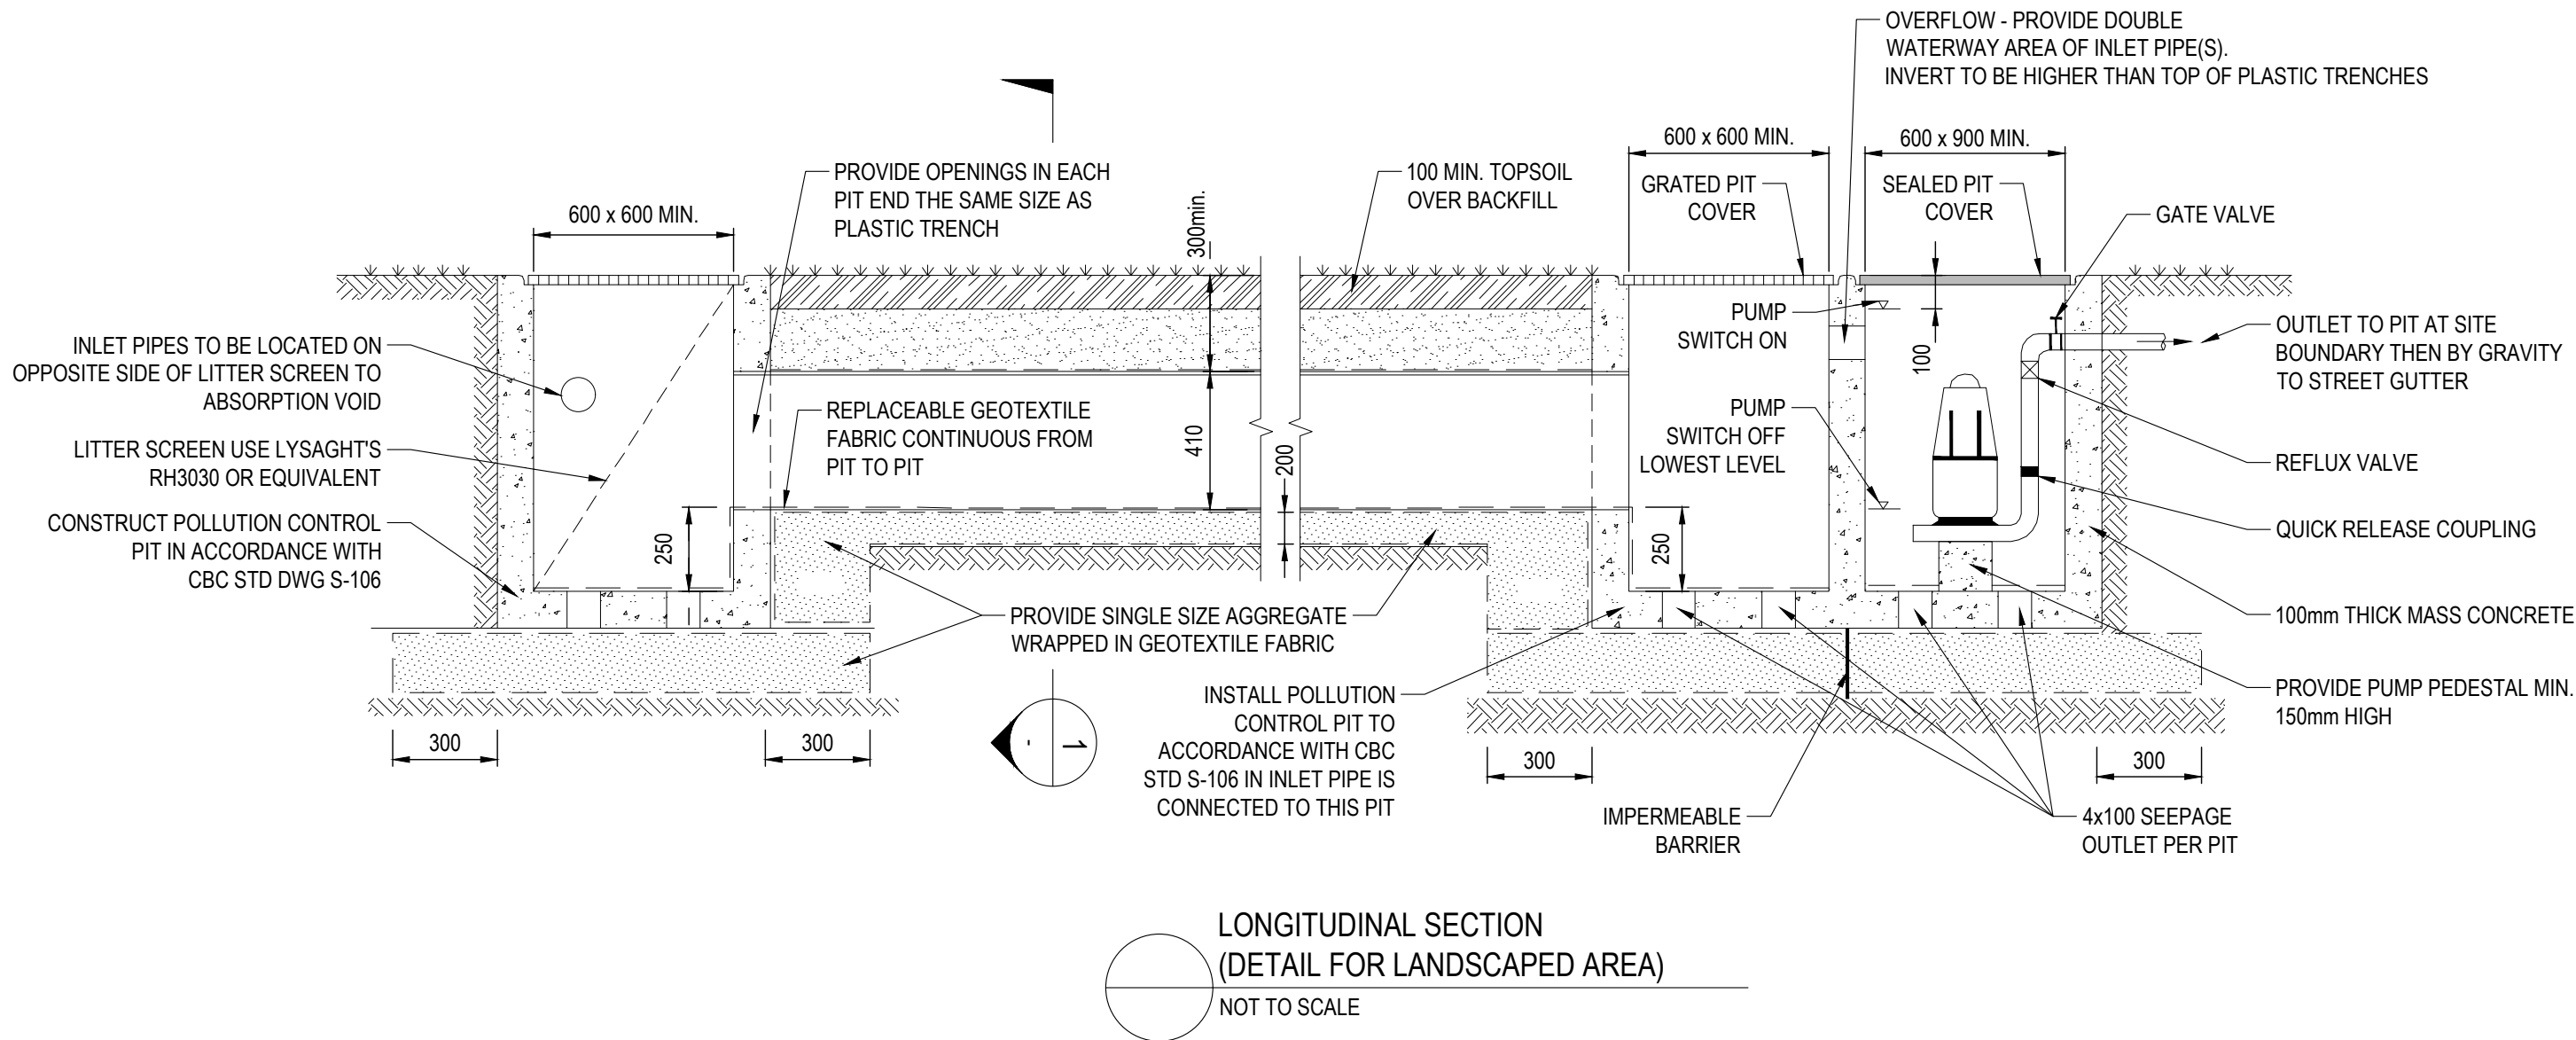 OVERFLOW - PROVIDE DOUBLE
WATERWAY AREA OF INLET PIPE(S).
INVERT TO BE HIGHER THAN TOP OF PLASTIC TRENCHES
600 x 600 MIN.
PROVIDE OPENINGS IN EACH
PIT END THE SAME SIZE AS
PLASTIC TRENCH
300min.
100 MIN. TOPSOIL
OVER BACKFILL
600 x 600 MIN.
600 x 900 MIN.
GRATED PIT
COVER
SEALED PIT
COVER
GATE VALVE
INLET PIPES TO BE LOCATED ON
OPPOSITE SIDE OF LITTER SCREEN TO
ABSORPTION VOID
LITTER SCREEN USE LYSAGHT'S
RH3030 OR EQUIVALENT
CONSTRUCT POLLUTION CONTROL
PIT IN ACCORDANCE WITH
CBC STD DWG S-106
REPLACEABLE GEOTEXTILE
FABRIC CONTINUOUS FROM
PIT TO PIT
410
200
250
PUMP
SWITCH ON
100
PUMP
SWITCH OFF
LOWEST LEVEL
250
OUTLET TO PIT AT SITE
BOUNDARY THEN BY GRAVITY
TO STREET GUTTER
REFLUX VALVE
QUICK RELEASE COUPLING
100mm THICK MASS CONCRETE
PROVIDE PUMP PEDESTAL MIN.
150mm HIGH
PROVIDE SINGLE SIZE AGGREGATE
WRAPPED IN GEOTEXTILE FABRIC
INSTALL POLLUTION
CONTROL PIT TO
ACCORDANCE WITH CBC
STD S-106 IN INLET PIPE IS
CONNECTED TO THIS PIT
300
300
1
-
300
300
IMPERMEABLE
BARRIER
4x100 SEEPAGE
OUTLET PER PIT
LONGITUDINAL SECTION
(DETAIL FOR LANDSCAPED AREA)
NOT TO SCALE